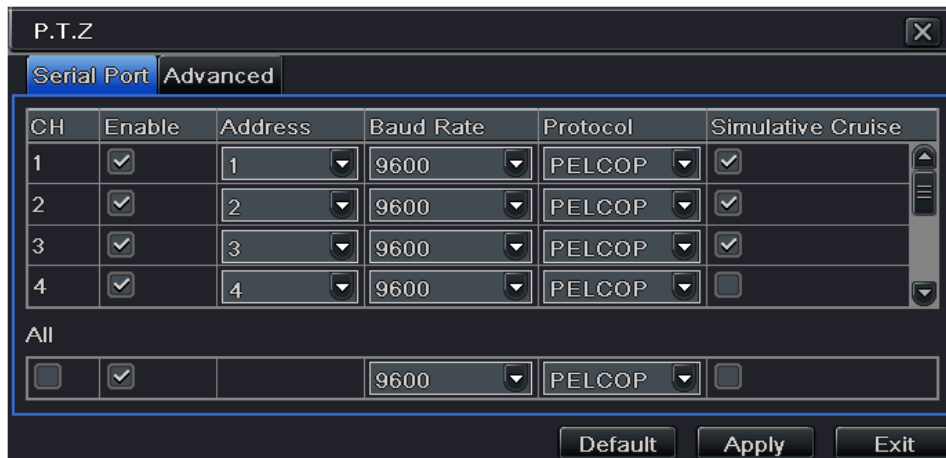 P.T.Z
Serial Port Advanced
CH Enable Address Baud Rate Protocol Simulative Cruise
1 1 9600 PELCOP
2 2 9600 PELCOP
3 3 9600 PELCOP
4 4 9600 PELCOP
All
9600 PELCOP
Default Apply Exit